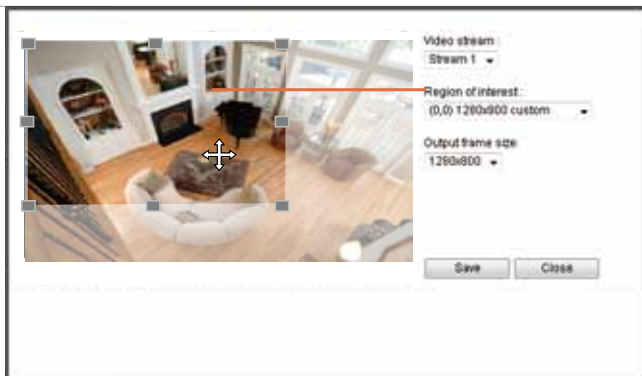 Video stream :
Stream 1
Region of interest :
(0,0) 1280x800 custom
Output frame size:
1280x800
Save
Close